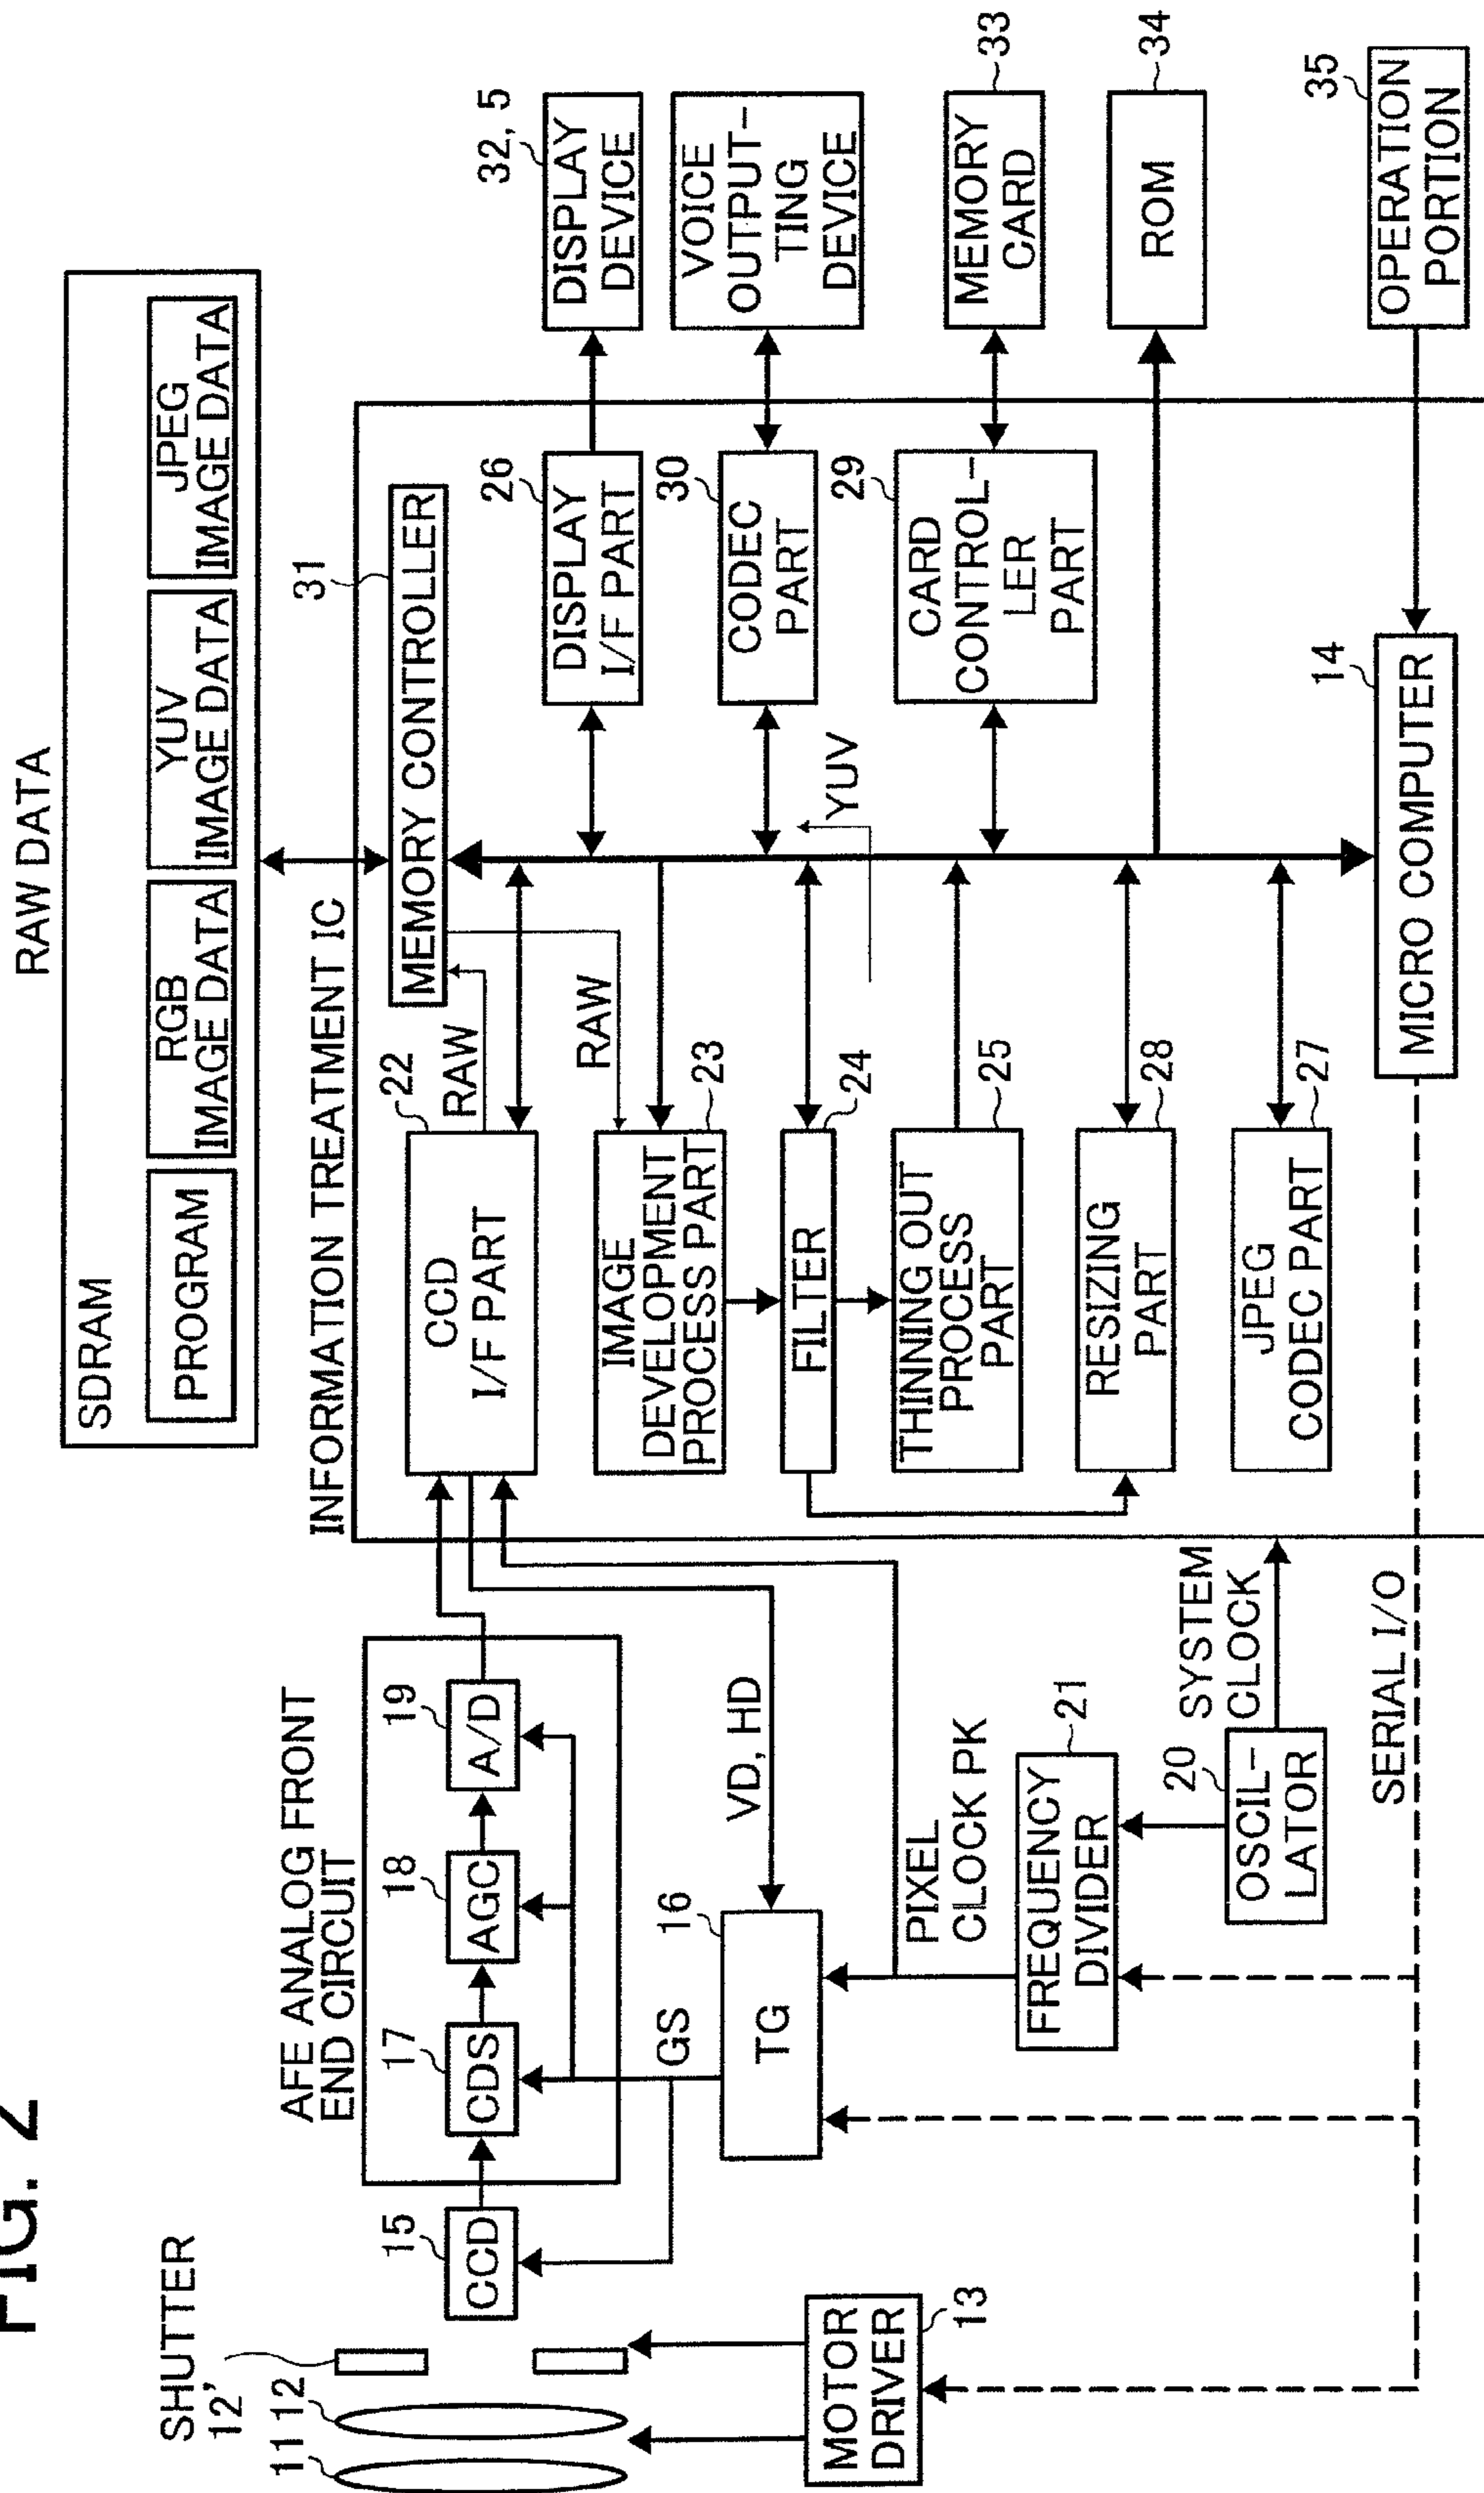 FIG. 2
RAW DATA
SDRAM
PROGRAM
RGB
IMAGE DATA
YUV
IMAGE DATA
JPEG
IMAGE DATA
INFORMATION TREATMENT IC
31
MEMORY CONTROLLER
SHUTTER
12'
11
12
AFE ANALOG FRONT
END CIRCUIT
15
CCD
17
CDS
18
AGC
19
A/D
22
CCD
I/F PART
RAW
RAW
26
DISPLAY
I/F PART
32, 5
DISPLAY
DEVICE
GS
16
TG
VD, HD
IMAGE
DEVELOPMENT
PROCESS PART
23
30
CODEC
PART
VOICE
OUTPUT-
TING
DEVICE
FILTER
24
YUV
29
CARD
CONTROL-
LER
PART
MEMORY
CARD
33
MOTOR
DRIVER
13
PIXEL
CLOCK PK
THINNING OUT
PROCESS
PART
25
FREQUENCY
DIVIDER
21
RESIZING
PART
28
ROM
34
20
OSCIL-
LATOR
SYSTEM
CLOCK
JPEG
CODEC PART
27
SERIAL I/O
14
MICRO COMPUTER
35
OPERATION
PORTION